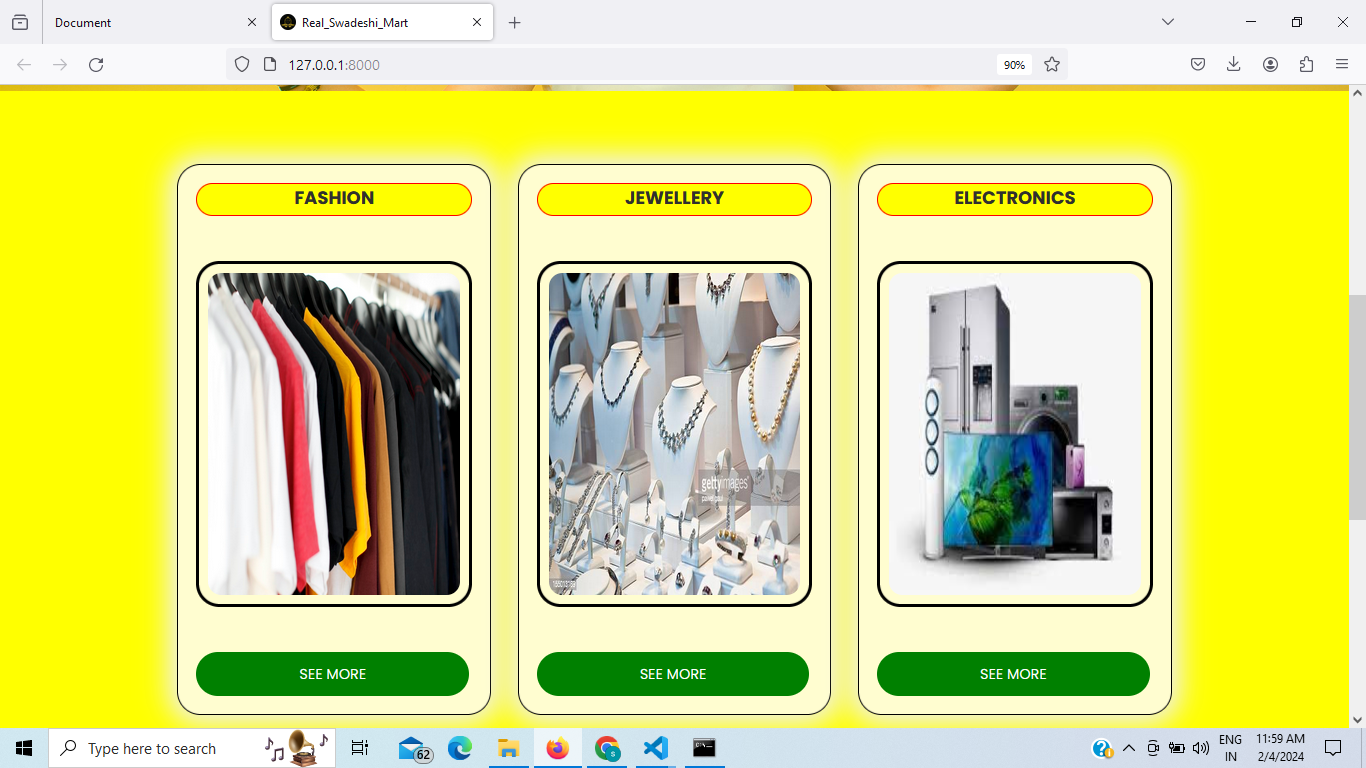 Document
Real_Swadeshi_Mart
127.0.0.1:8000
90%
FASHION
JEWELLERY
ELECTRONICS
gettyimages
SEE MORE
SEE MORE
SEE MORE
Type here to search
62
ENG
IN
11:59 AM
2/4/2024